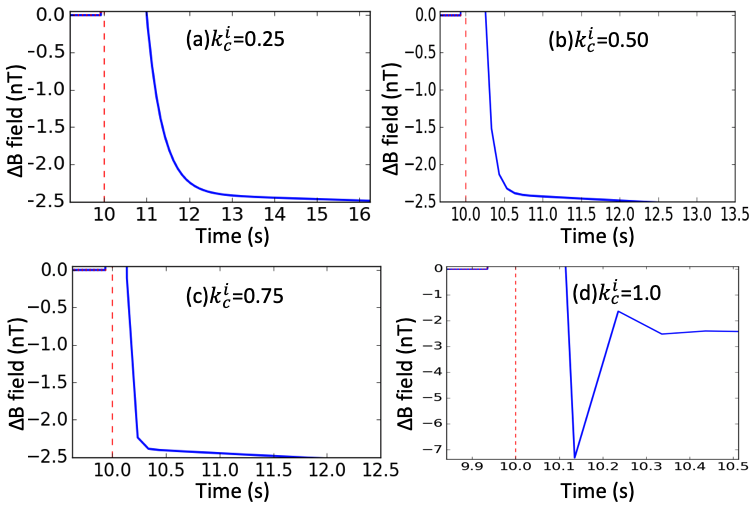 (a)kᵢc=0.25
ΔB field (nT)
0.0
−0.5
−1.0
−1.5
−2.0
−2.5
10 11 12 13 14 15 16
Time (s)
(b)k_c^i=0.50
ΔB field (nT)
0.0
−0.5
−1.0
−1.5
−2.0
−2.5
10.0 10.5 11.0 11.5 12.0 12.5 13.0 13.5
Time (s)
(c)k_c^i=0.75
ΔB field (nT)
0.0
−0.5
−1.0
−1.5
−2.0
−2.5
10.0 10.5 11.0 11.5 12.0 12.5
Time (s)
(d)k_c^i=1.0
ΔB field (nT)
0
−1
−2
−3
−4
−5
−6
−7
9.9 10.0 10.1 10.2 10.3 10.4 10.5
Time (s)